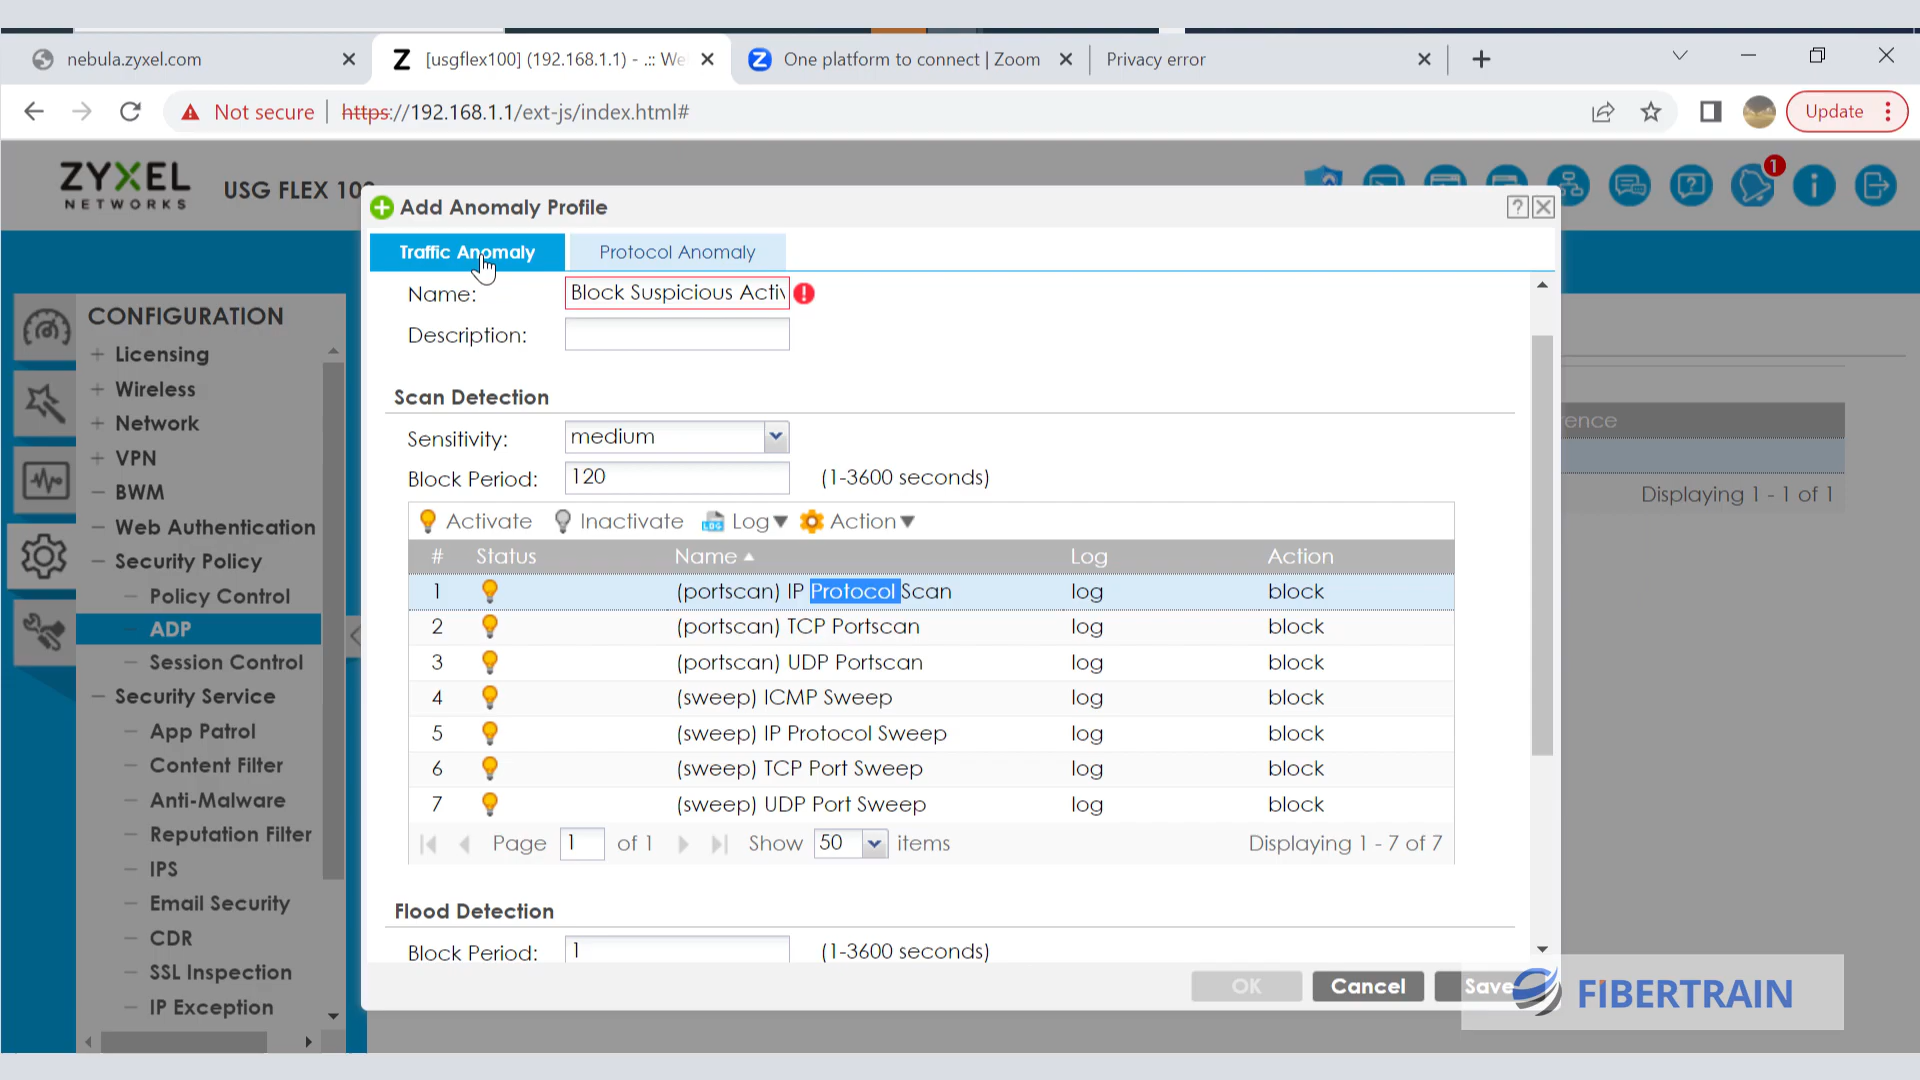 nebula.zyxel.com
[usgflex100] (192.168.1.1) - .:: We
One platform to connect | Zoom
Privacy error
Not secure
https://192.168.1.1/ext-js/index.html#
Update
ZYXEL
NETWORKS
USG FLEX 100
1
Add Anomaly Profile
Traffic Anomaly
Protocol Anomaly
Name:
Block Suspicious Activ
Description:
Scan Detection
Sensitivity:
medium
Block Period:
120
(1-3600 seconds)
Activate
Inactivate
Log
Action
# Status Name Log Action
1 (portscan) IP Protocol Scan log block
2 (portscan) TCP Portscan log block
3 (portscan) UDP Portscan log block
4 (sweep) ICMP Sweep log block
5 (sweep) IP Protocol Sweep log block
6 (sweep) TCP Port Sweep log block
7 (sweep) UDP Port Sweep log block
Page 1 of 1 Show 50 items
Displaying 1 - 7 of 7
Flood Detection
Block Period:
1
(1-3600 seconds)
OK
Cancel
Save
FIBERTRAIN
CONFIGURATION
Licensing
Wireless
Network
VPN
BWM
Web Authentication
Security Policy
Policy Control
ADP
Session Control
Security Service
App Patrol
Content Filter
Anti-Malware
Reputation Filter
IPS
Email Security
CDR
SSL Inspection
IP Exception
ence
Displaying 1 - 1 of 1